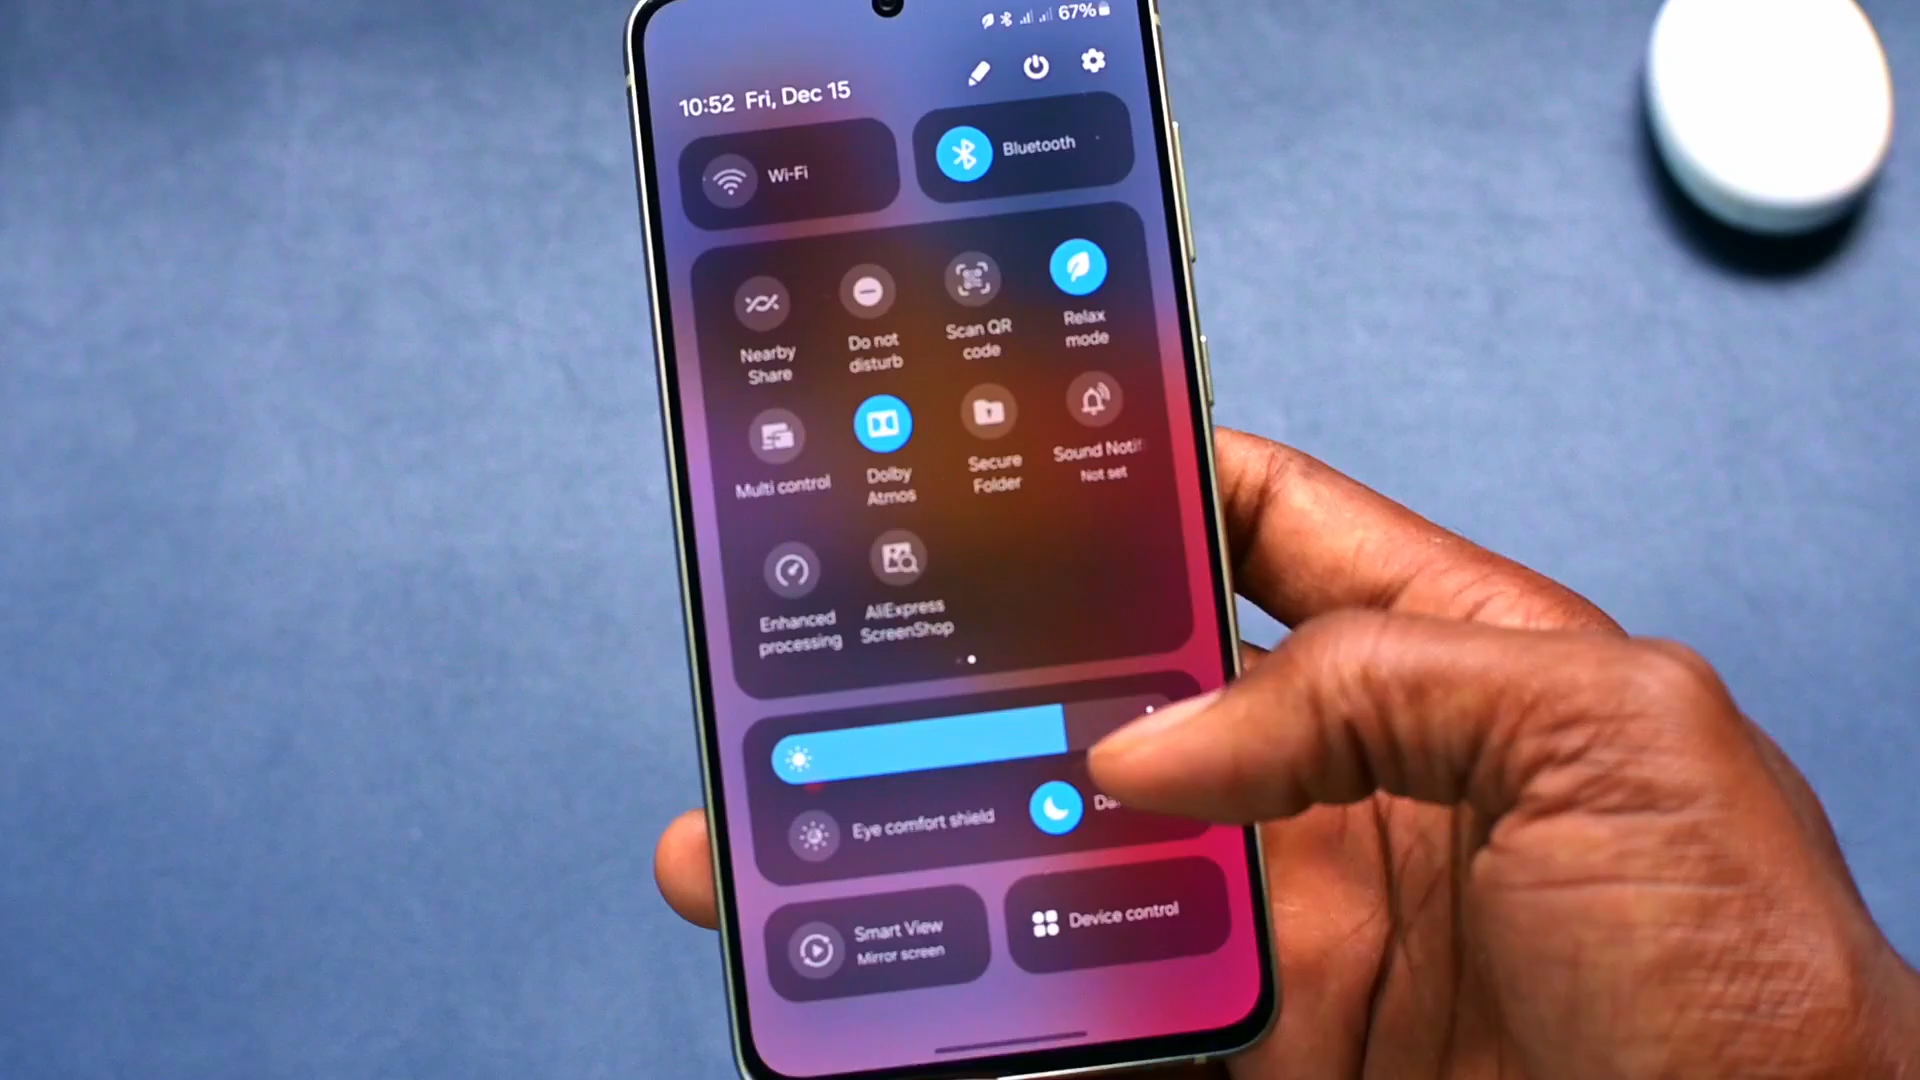 67%
10:52 Fri, Dec 15
Wi-Fi
Bluetooth
Nearby
Share
Do not
disturb
Scan QR
code
Relax
mode
Multi control
Dolby
Atmos
Secure
Folder
Sound Notif
Not set
Enhanced
processing
AliExpress
ScreenShop
Eye comfort shield
Smart View
Mirror screen
Device control